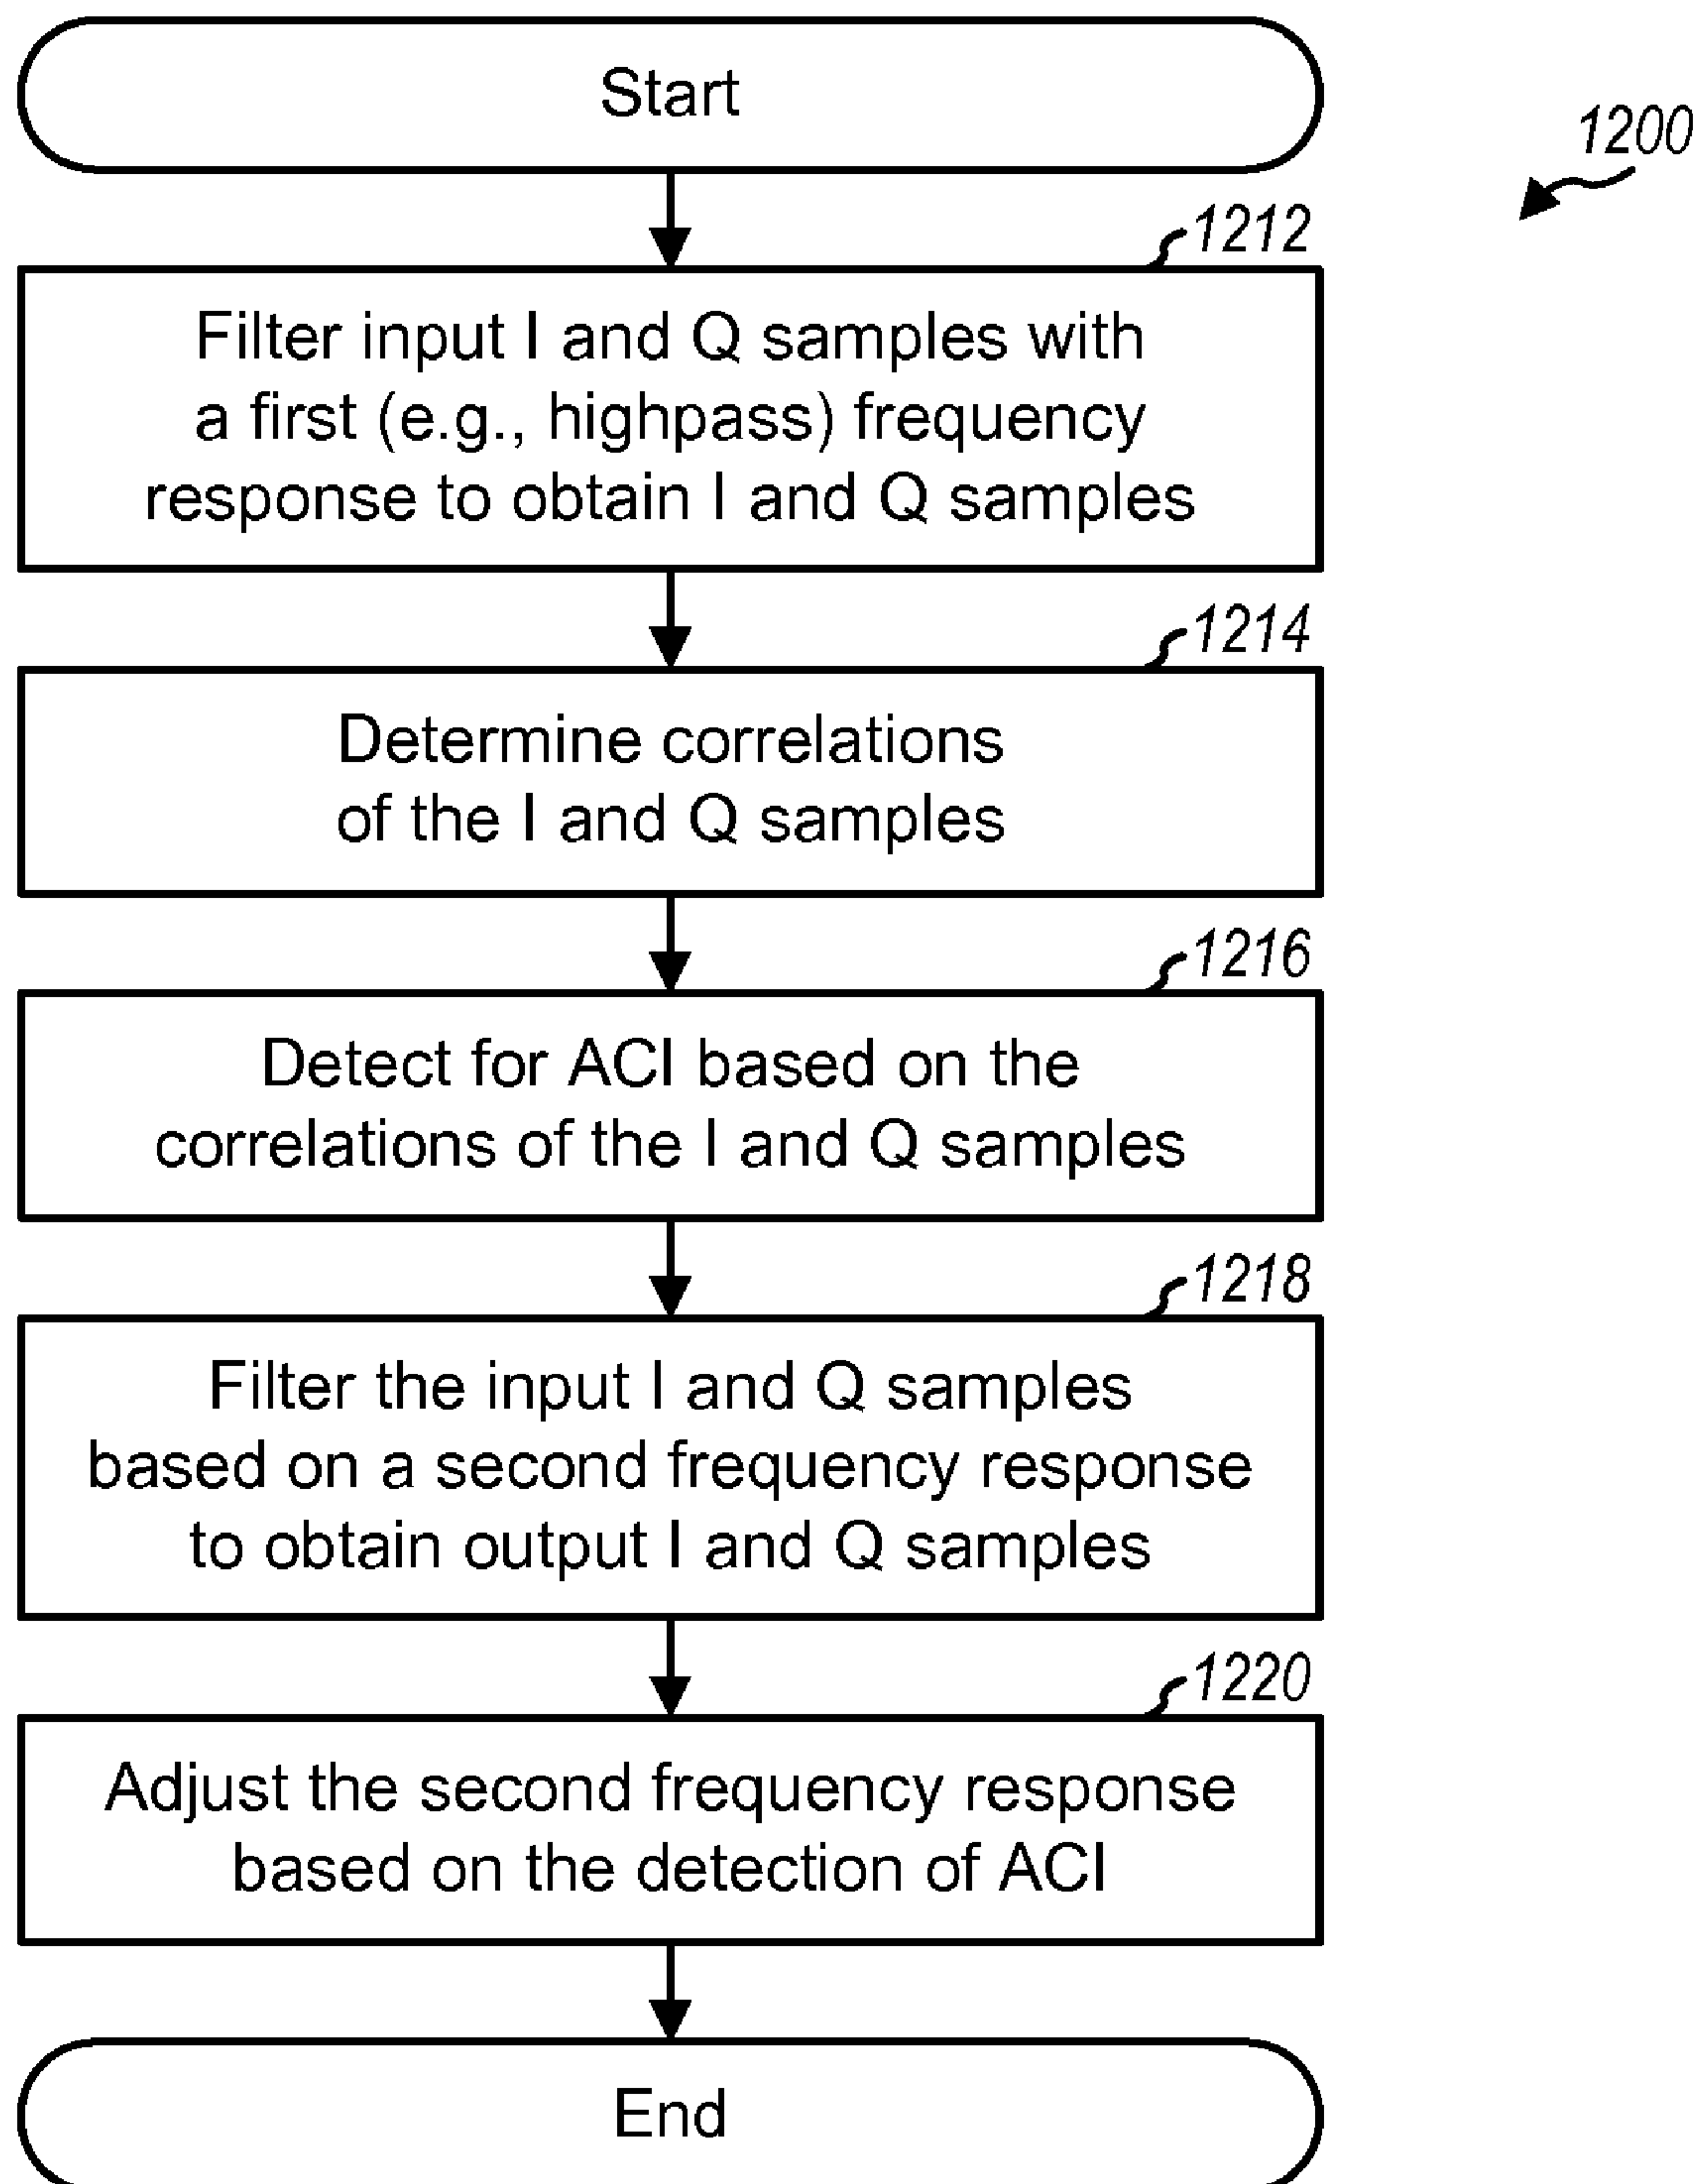 Start
1200
1212
Filter input I and Q samples with
a first (e.g., highpass) frequency
response to obtain I and Q samples
1214
Determine correlations
of the I and Q samples
1216
Detect for ACI based on the
correlations of the I and Q samples
1218
Filter the input I and Q samples
based on a second frequency response
to obtain output I and Q samples
1220
Adjust the second frequency response
based on the detection of ACI
End